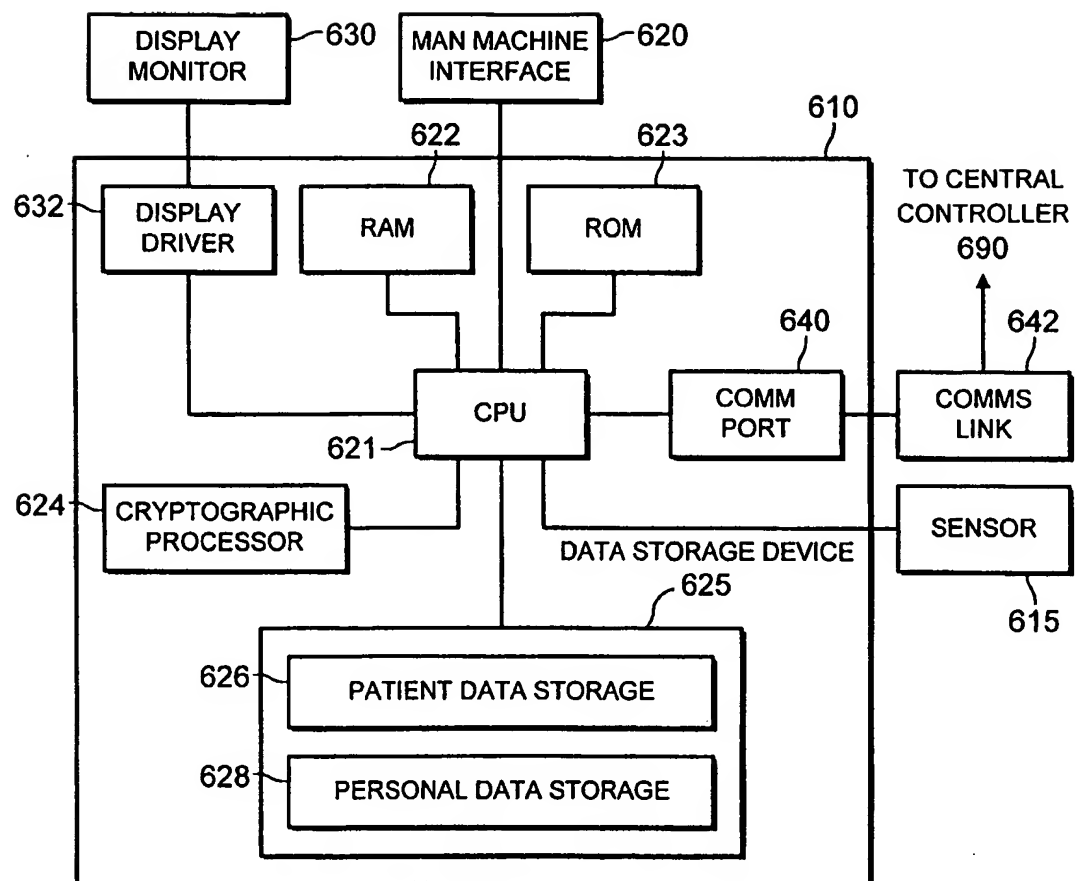 DISPLAY
MONITOR
630
MAN MACHINE
INTERFACE
620
610
622
623
632
DISPLAY
DRIVER
RAM
ROM
TO CENTRAL
CONTROLLER
690
640
642
CPU
621
COMM
PORT
COMMS
LINK
624
CRYPTOGRAPHIC
PROCESSOR
SENSOR
615
DATA STORAGE DEVICE
625
626
PATIENT DATA STORAGE
628
PERSONAL DATA STORAGE